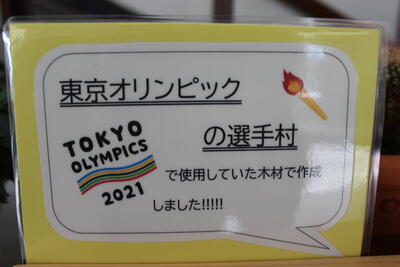 東京オリンピック
の選手村
TOKYO
OLYMPICS
2021
で使用していた木材で作成
しました!!!!!